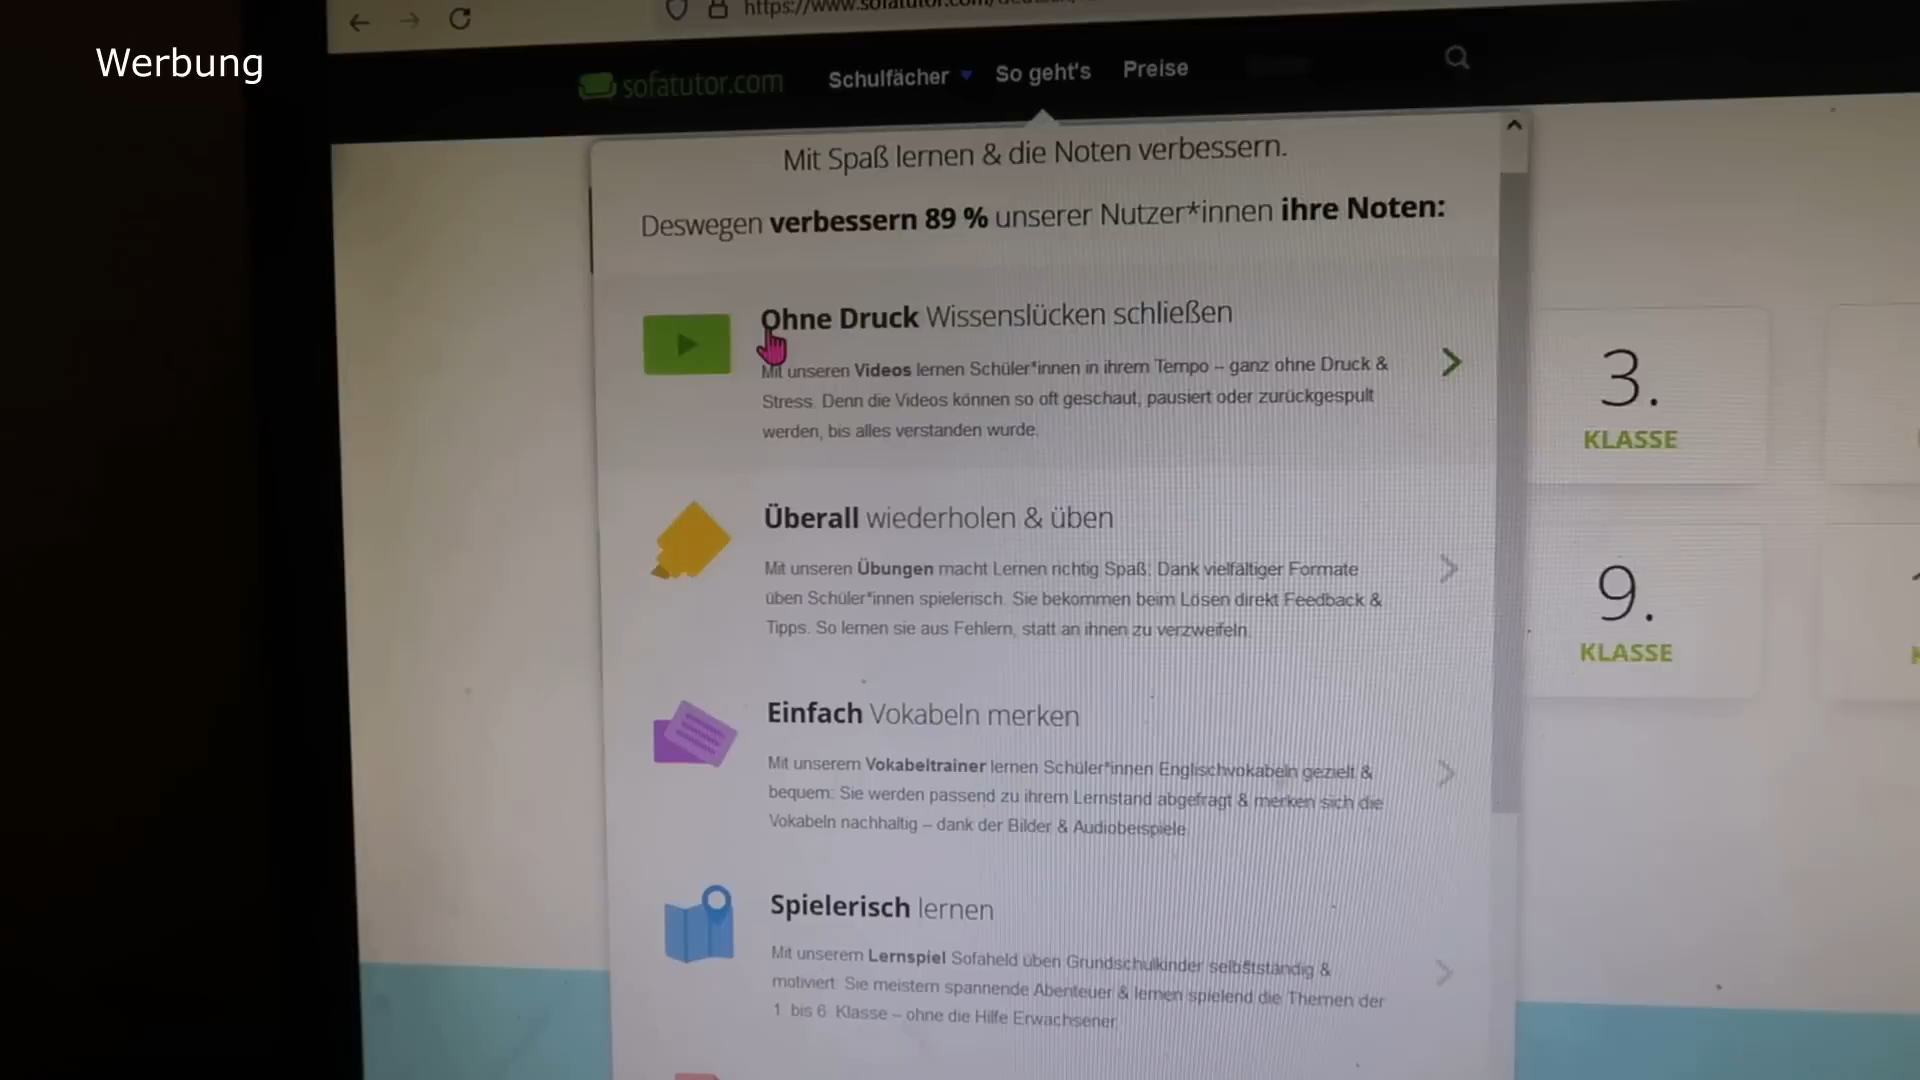 Werbung
sofatutor.com
Schulfächer
So geht's
Preise
Mit Spaß lernen & die Noten verbessern.
Deswegen verbessern 89 % unserer Nutzer*innen ihre Noten:
Ohne Druck Wissenslücken schließen
Mit unseren Videos lernen Schüler*innen in ihrem Tempo – ganz ohne Druck &
Stress. Denn die Videos können so oft geschaut, pausiert oder zurückgespult
werden, bis alles verstanden wurde.
3.
KLASSE
Überall wiederholen & üben
Mit unseren Übungen macht Lernen richtig Spaß: Dank vielfältiger Formate
üben Schüler*innen spielerisch. Sie bekommen beim Lösen direkt Feedback &
Tipps. So lernen sie aus Fehlern, statt an ihnen zu verzweifeln.
9.
KLASSE
Einfach Vokabeln merken
Mit unserem Vokabeltrainer lernen Schüler*innen Englischvokabeln gezielt &
bequem: Sie werden passend zu ihrem Lernstand abgefragt & merken sich die
Vokabeln nachhaltig – dank der Bilder & Audiobeispiele.
Spielerisch lernen
Mit unserem Lernspiel Sofaheld üben Grundschulkinder selbstständig &
motiviert: Sie meistern spannende Abenteuer & lernen spielend die Themen der
1. bis 6. Klasse – ohne die Hilfe Erwachsener.